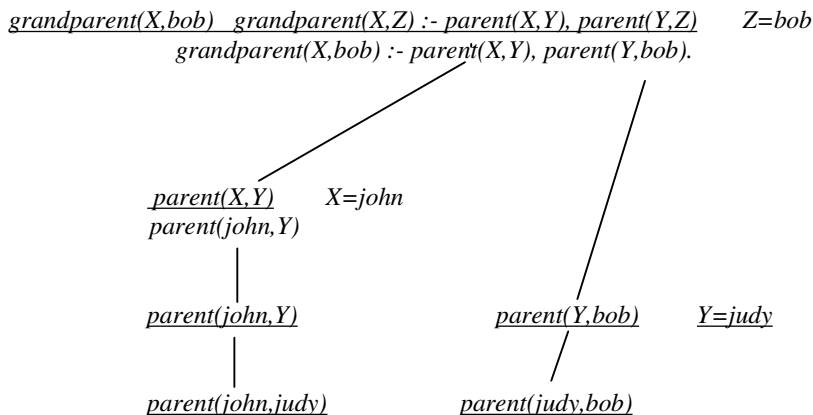 grandparent(X,bob) grandparent(X,Z) :- parent(X,Y), parent(Y,Z) Z=bob
grandparent(X,bob) :- parent(X,Y), parent(Y,bob).
parent(X,Y) X=john
parent(john,Y)
parent(john,Y) parent(Y,bob) Y=judy
parent(john,judy) parent(judy,bob)